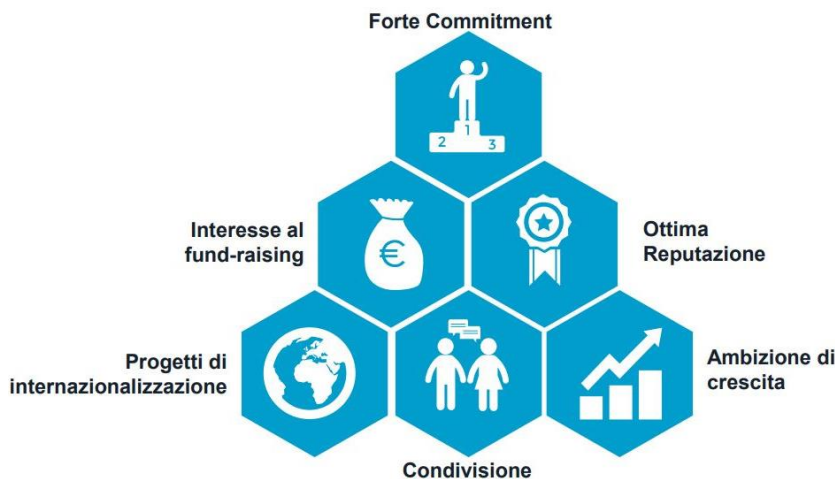 Forte Commitment
1
2
3
Interesse al
fund-raising
€
Ottima
Reputazione
Progetti di
internazionalizzazione
Ambizione di
crescita
Condivisione